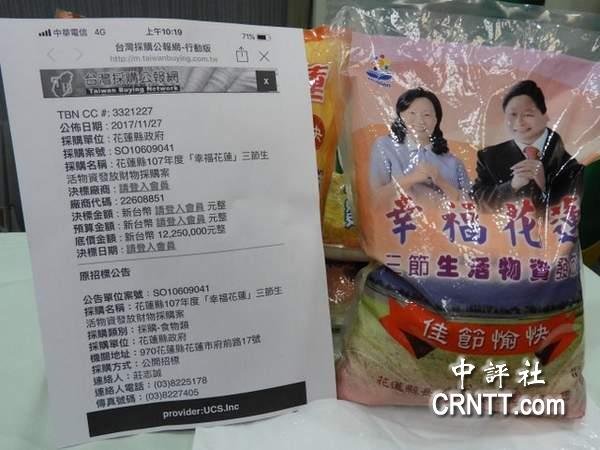 中華電信 4G 上午10:19 71%
台灣採購公報網-行動版
http://m.taiwanbuying.com.tw
台灣採購公報網
Taiwan Buying Network
X
TBN CC #: 3321227
公佈日期 : 2017/11/27
採購單位 : 花蓮縣政府
採購案號 : SO10609041
採購名稱 : 花蓮縣107年度「幸福花蓮」三節生
活物資發放財物採購案
決標廠商 : 請登入會員
廠商代碼 : 22608851
決標金額 : 新台幣 請登入會員 元整
預算金額 : 新台幣 請登入會員 元整
底價金額 : 新台幣 12,250,000元整
決標日期 : 請登入會員
原招標公告
公告單位案號 : SO10609041
採購名稱 : 花蓮縣107年度「幸福花蓮」三節生
活物資發放財物採購案
採購類別 : 採購-食物類
採購單位 : 花蓮縣政府
機關地址 : 970花蓮縣花蓮市府前路17號
採購方式 : 公開招標
連絡人 : 莊志誠
連絡人電話 : (03)8225178
傳真號碼 : (03)8227405
provider:UCS.Inc
幸福花蓮
三節生活物資發
佳節愉快
花蓮縣長
中評社
CRNTT.com